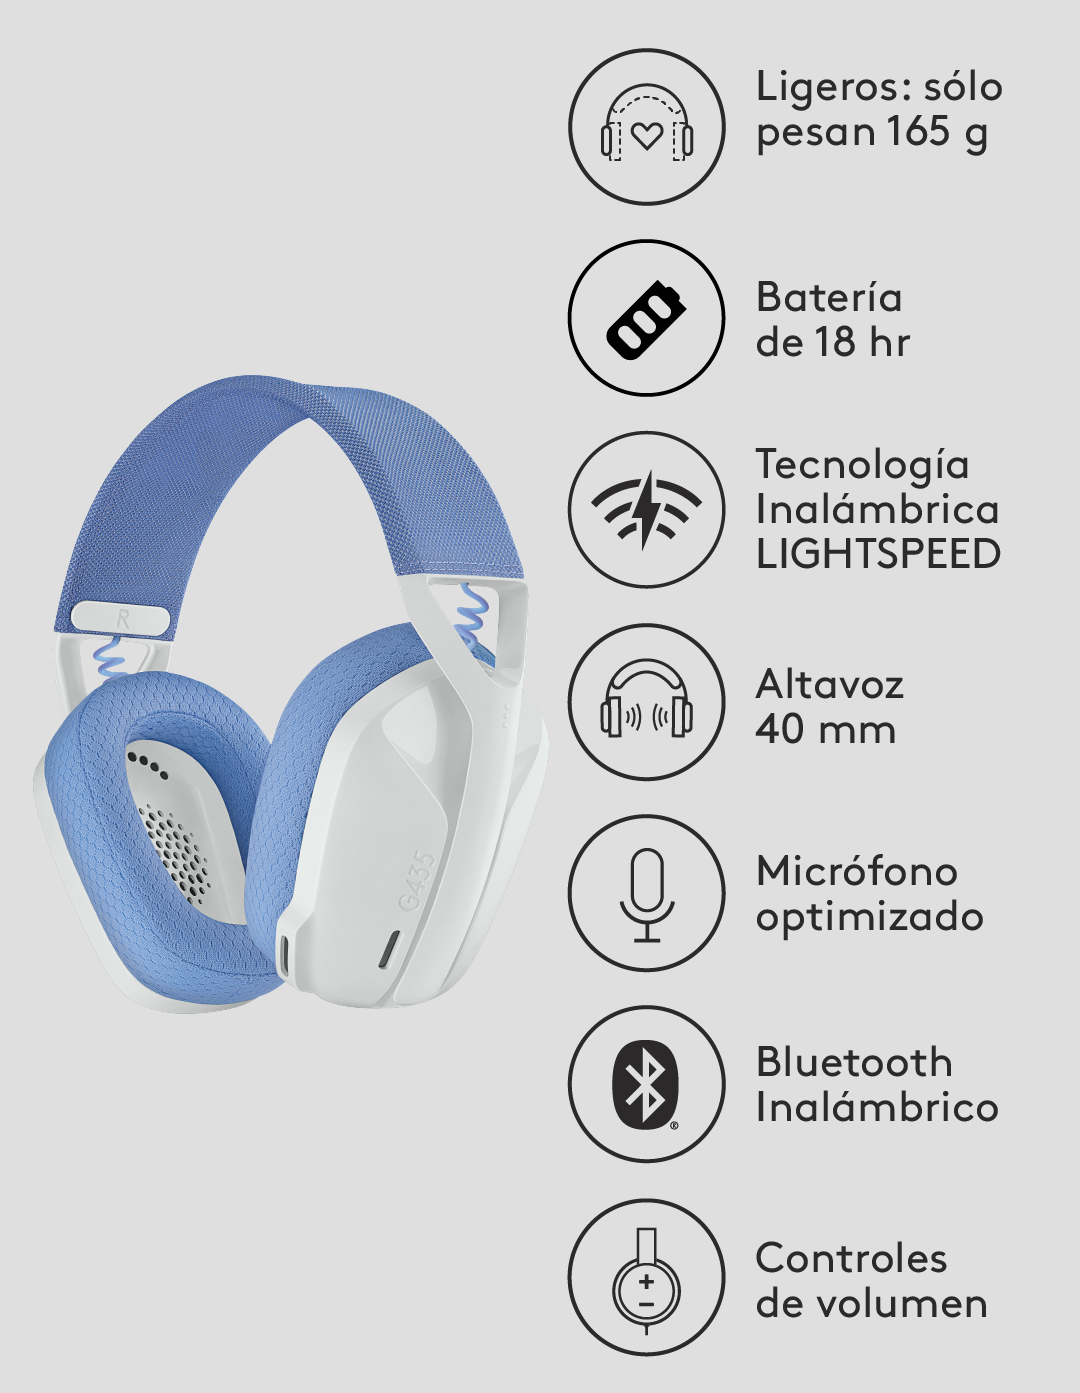 Ligeros: sólo
pesan 165 g
Batería
de 18 hr
Tecnología
Inalámbrica
LIGHTSPEED
Altavoz
40 mm
Micrófono
optimizado
Bluetooth
Inalámbrico
Controles
de volumen
R
G435